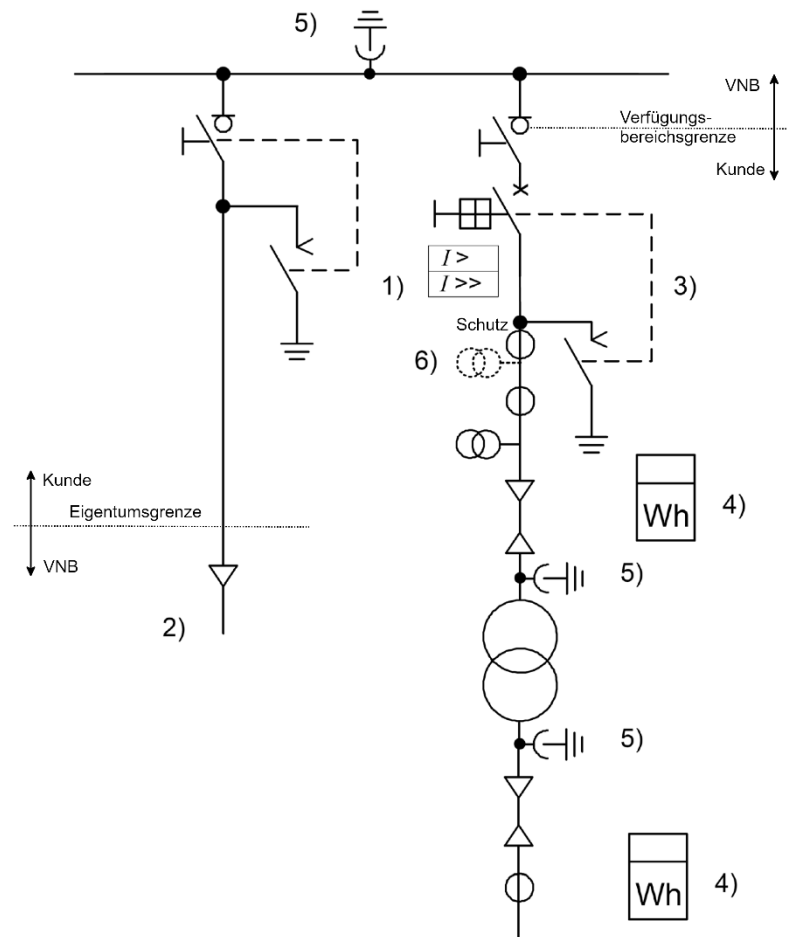 5)
VNB
Verfügungs-
bereichsgrenze
Kunde
I >
I >>
1)
3)
Schutz
6)
Kunde
Eigentumsgrenze
VNB
Wh
4)
5)
2)
5)
Wh
4)